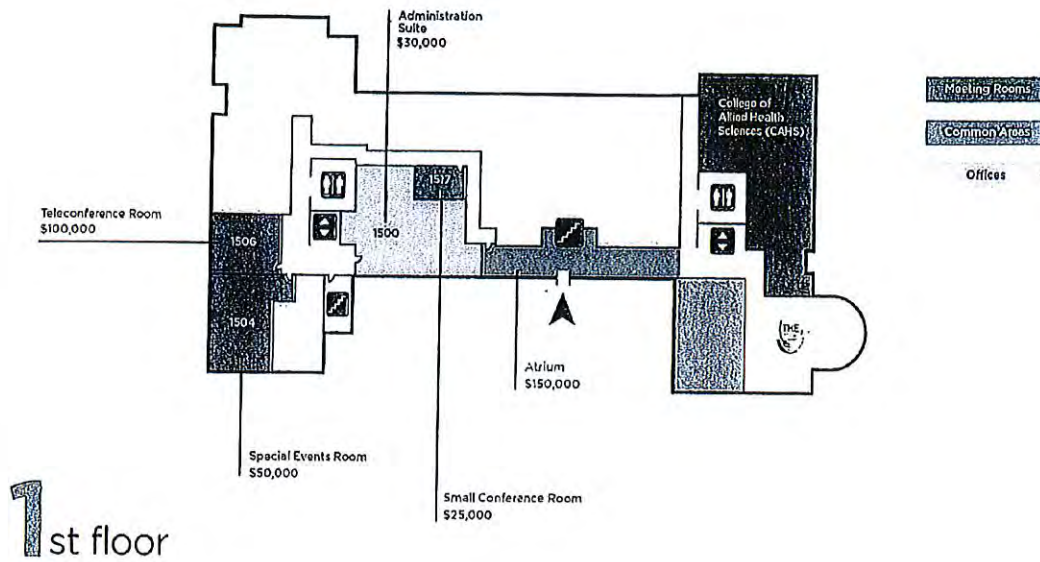 Administration
Suite
$30,000
College of
Allied Health
Sciences (CAHS)
Meeting Rooms
Common Areas
Offices
1517
Teleconference Room
$100,000
1506
1500
1504
THE
Atrium
$150,000
Special Events Room
$50,000
Small Conference Room
$25,000
1st floor